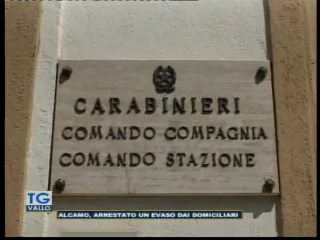 CARABINIERI
COMANDO COMPAGNIA
COMANDO STAZIONE
TG
VALLO
ALCAMO, ARRESTATO UN EVASO DAI DOMICILIARI